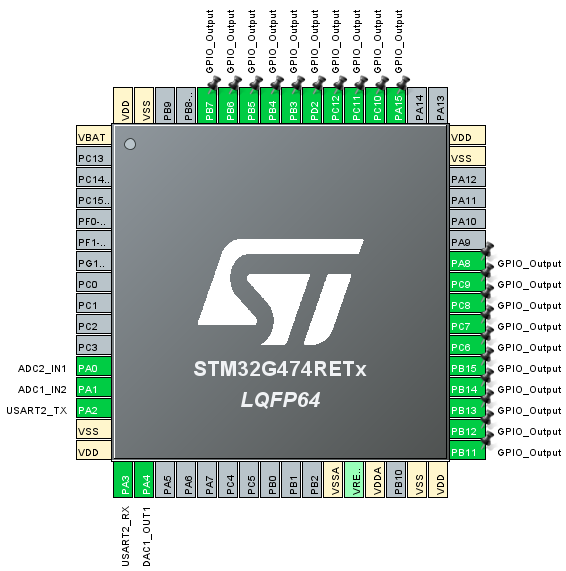 GPIO_Output
GPIO_Output
GPIO_Output
GPIO_Output
GPIO_Output
GPIO_Output
GPIO_Output
GPIO_Output
GPIO_Output
GPIO_Output
VDD
VSS
PB9
PB8-..
PB7
PB6
PB5
PB4
PB3
PD2
PC12
PC11
PC10
PA15
PA14
PA13
VBAT
PC13
PC14..
PC15..
PF0-..
PF1-..
PG1..
PC0
PC1
PC2
PC3
ADC2_IN1 PA0
ADC1_IN2 PA1
USART2_TX PA2
VSS
VDD
STM32G474RETx
LQFP64
VDD
VSS
PA12
PA11
PA10
PA9
PA8 GPIO_Output
PC9 GPIO_Output
PC8 GPIO_Output
PC7 GPIO_Output
PC6 GPIO_Output
PB15 GPIO_Output
PB14 GPIO_Output
PB13 GPIO_Output
PB12 GPIO_Output
PB11 GPIO_Output
PA3
PA4
PA5
PA6
PA7
PC4
PC5
PB0
PB1
PB2
VSSA
VRE..
VDDA
PB10
VSS
VDD
USART2_RX
DAC1_OUT1